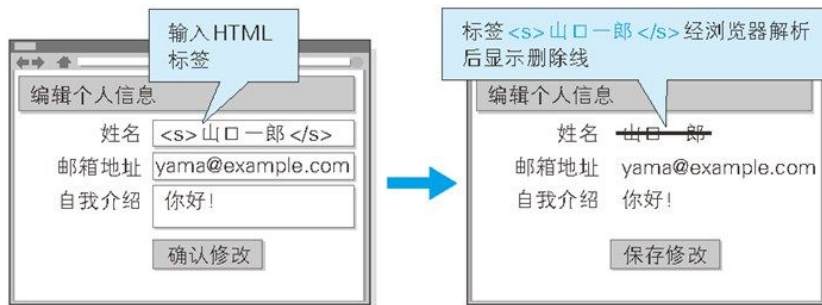 输入HTML
标签
编辑个人信息
姓名 <s>山口一郎</s>
邮箱地址 yama@example.com
自我介绍 你好!
确认修改
标签<s>山口一郎</s>经浏览器解析
后显示删除线
编辑个人信息
姓名 山口一郎
邮箱地址 yama@example.com
自我介绍 你好!
保存修改